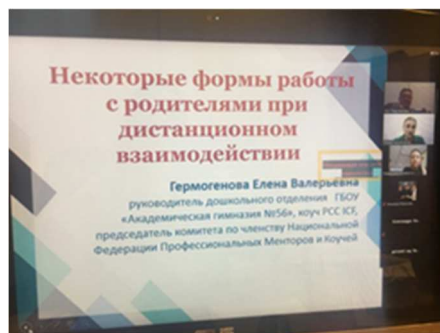 Некоторые формы работы
с родителями при
дистанционном
взаимодействии
Гермогенова Елена Валерьевна
руководитель дошкольного отделения ГБОУ
«Академическая гимназия №56», коуч РСС ICF,
председатель комитета по членству Национальной
Федерации Профессиональных Менторов и Коучей